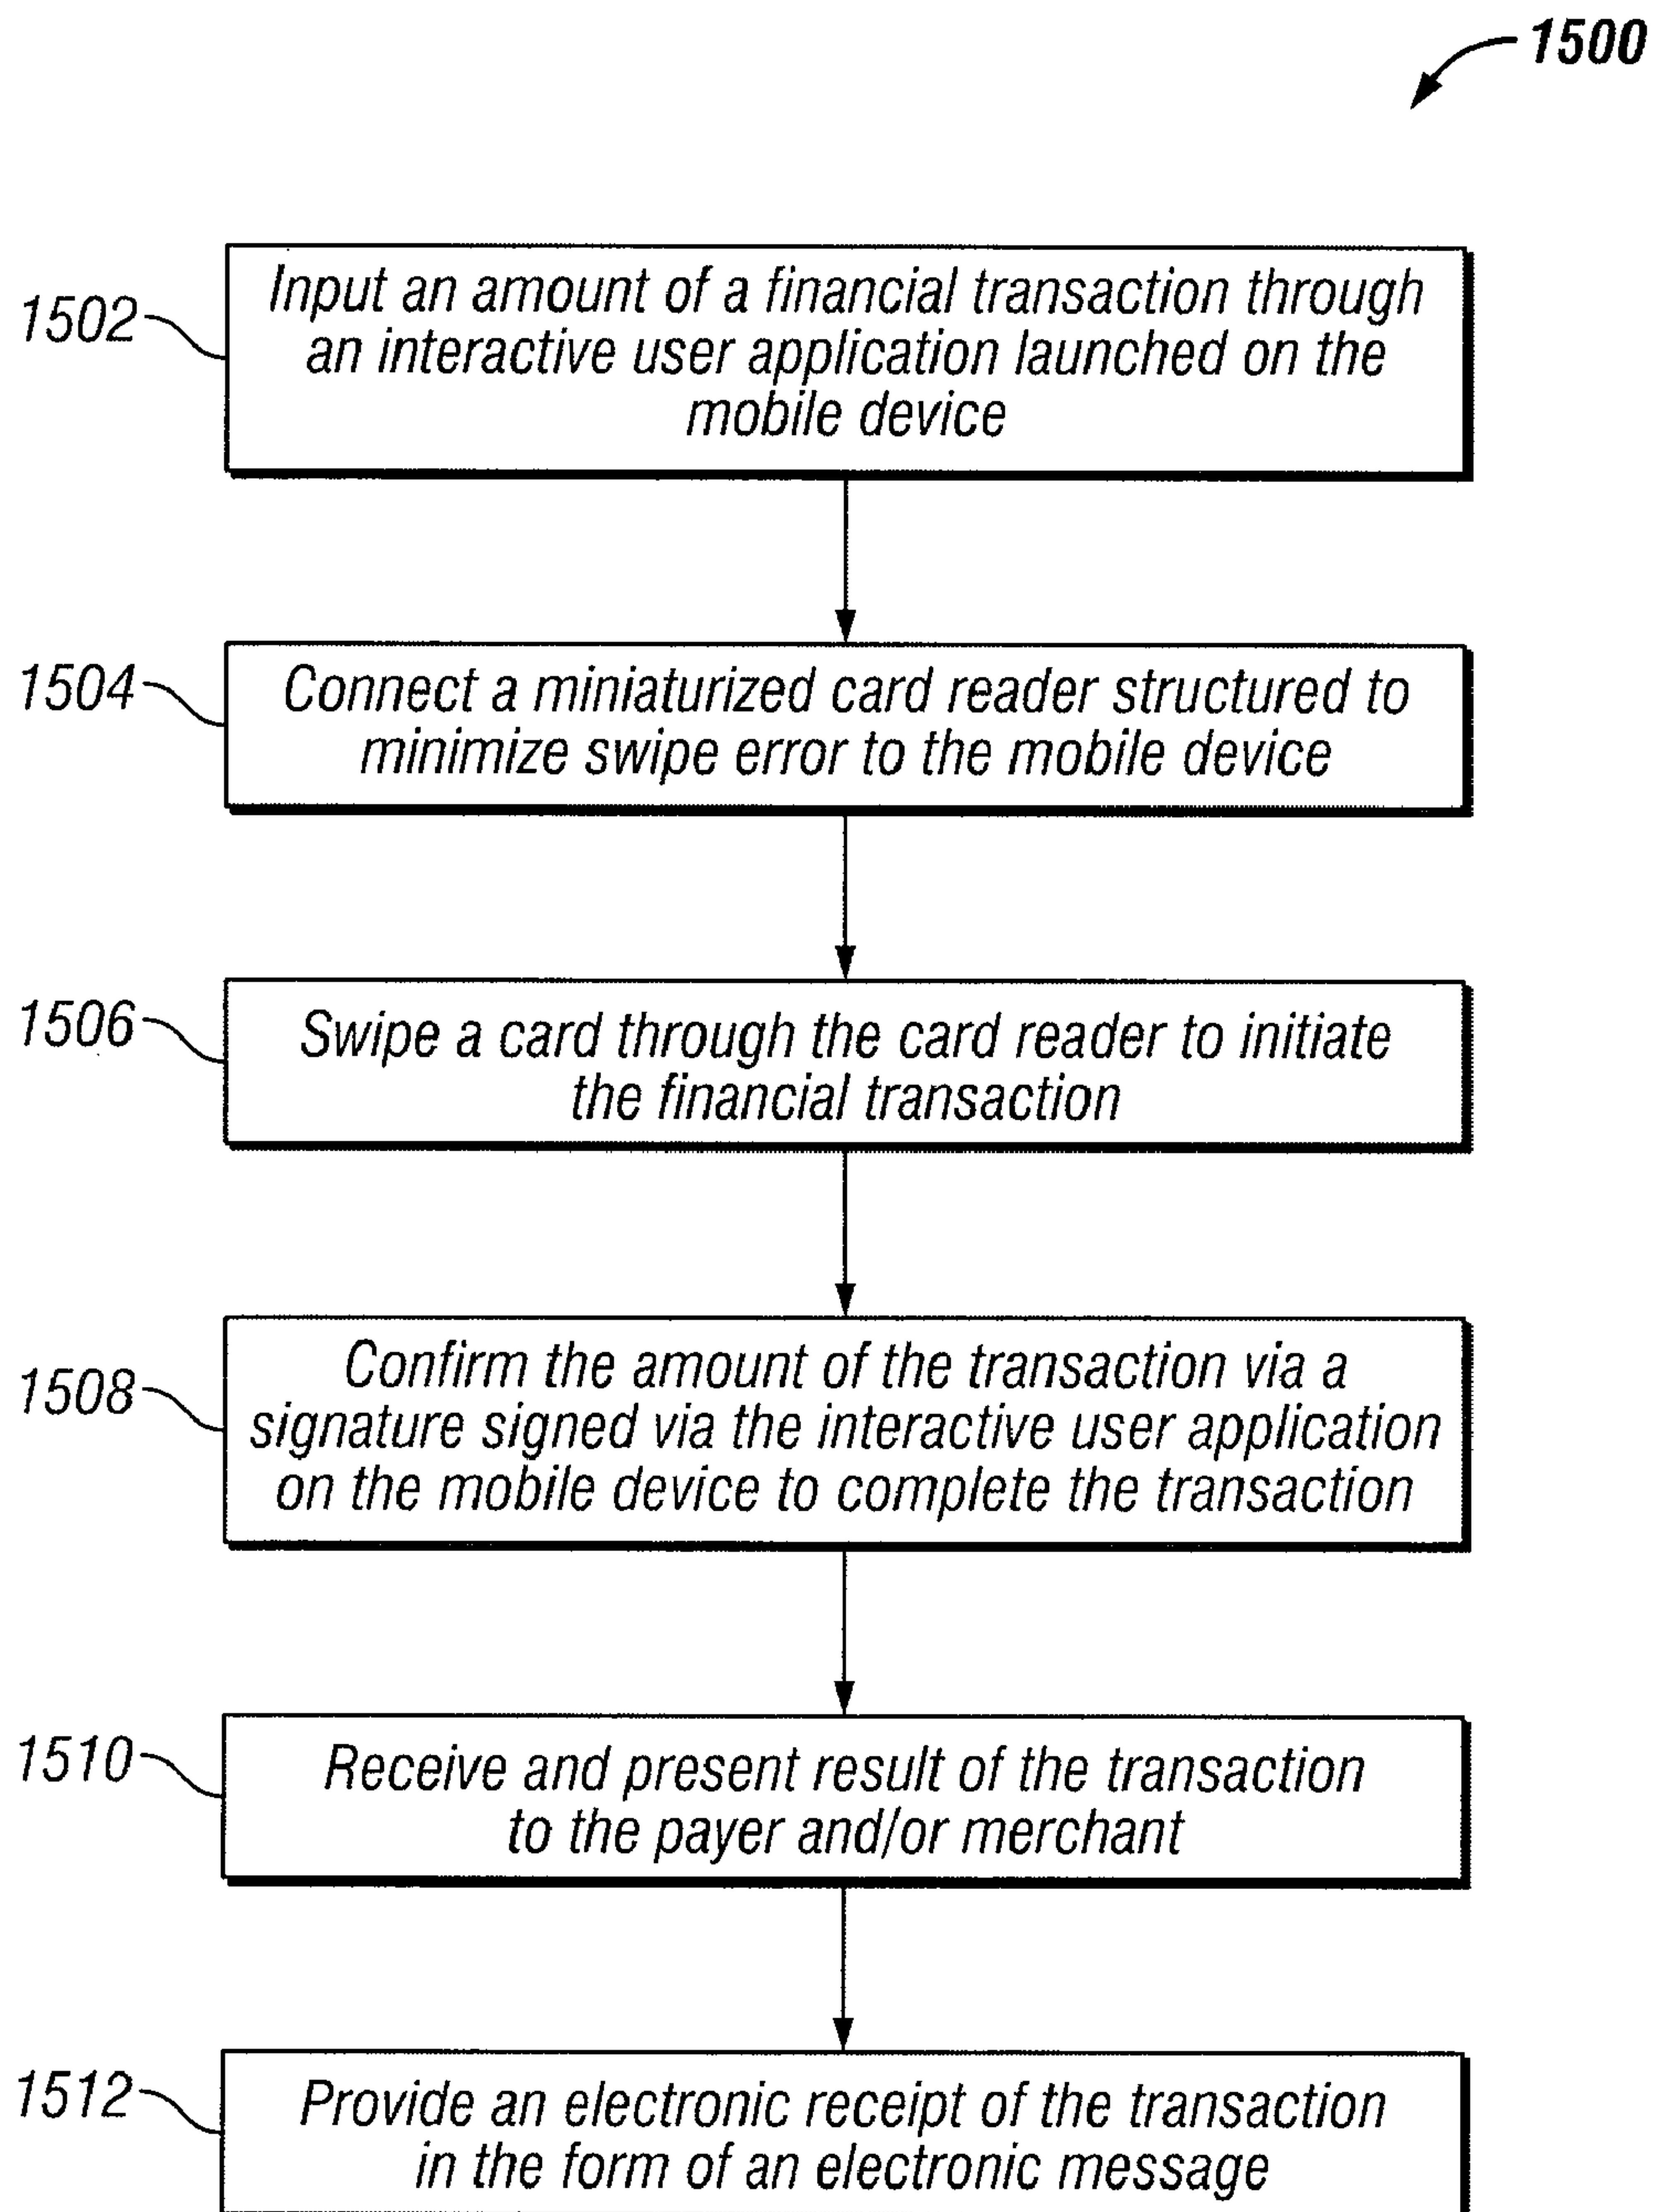 1500
1502
Input an amount of a financial transaction through
an interactive user application launched on the
mobile device
1504
Connect a miniaturized card reader structured to
minimize swipe error to the mobile device
1506
Swipe a card through the card reader to initiate
the financial transaction
1508
Confirm the amount of the transaction via a
signature signed via the interactive user application
on the mobile device to complete the transaction
1510
Receive and present result of the transaction
to the payer and/or merchant
1512
Provide an electronic receipt of the transaction
in the form of an electronic message